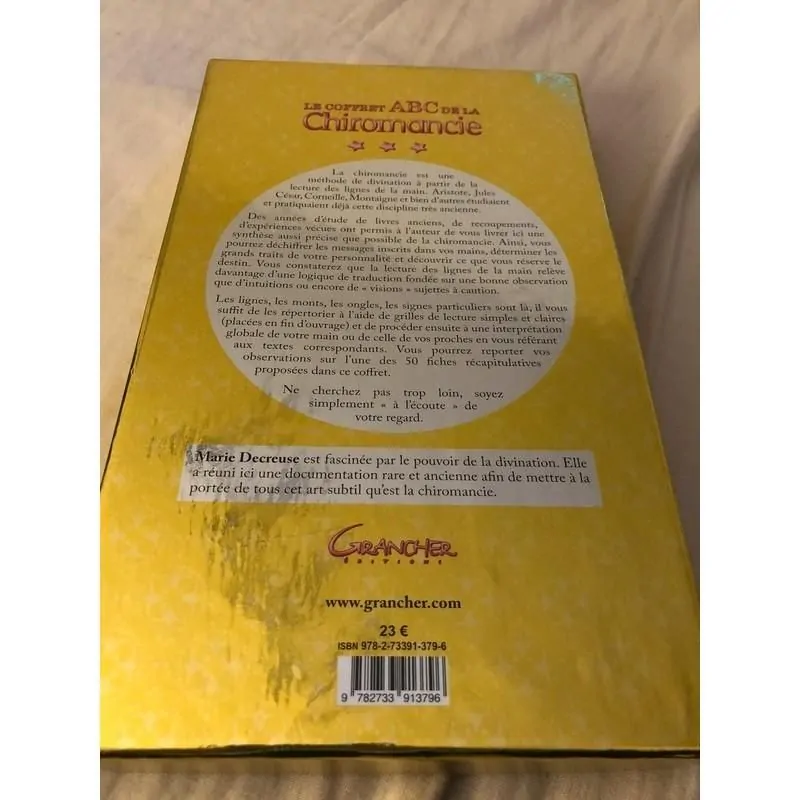 LE COFFRET ABC DE LA
Chiromancie
La chiromancie est une
méthode de divination à partir de la
lecture des lignes de la main. Aristote, Jules
César, Corneille, Montaigne et bien d'autres étudiaient
et pratiquaient déjà cette discipline très ancienne.
Des années d'étude de livres anciens, de recoupements,
d'expériences vécues ont permis à l'auteur de vous livrer ici une
synthèse aussi précise que possible de la chiromancie. Ainsi, vous
pourrez déchiffrer les messages inscrits dans vos mains, déterminer les
grands traits de votre personnalité et découvrir ce que vous réserve le
destin. Vous constaterez que la lecture des lignes de la main relève
davantage d'une logique de traduction fondée sur une bonne observation
que d'intuitions ou encore de « visions » sujettes à caution.
Les lignes, les monts, les ongles, les signes particuliers sont là, il vous
suffit de les répertorier à l'aide de grilles de lecture simples et claires
(placées en fin d'ouvrage) et de procéder ensuite à une interprétation
globale de votre main ou de celle de vos proches en vous référant
aux textes correspondants. Vous pourrez reporter vos
observations sur l'une des 50 fiches récapitulatives
proposées dans ce coffret.
Ne cherchez pas trop loin, soyez
simplement « à l'écoute » de
votre regard.
Marie Decreuse est fascinée par le pouvoir de la divination. Elle
a réuni ici une documentation rare et ancienne afin de mettre à la
portée de tous cet art subtil qu'est la chiromancie.
GRANCHER
ÉDITIONS
www.grancher.com
23 €
ISBN 978-2-73391-379-6
9 782733 913796